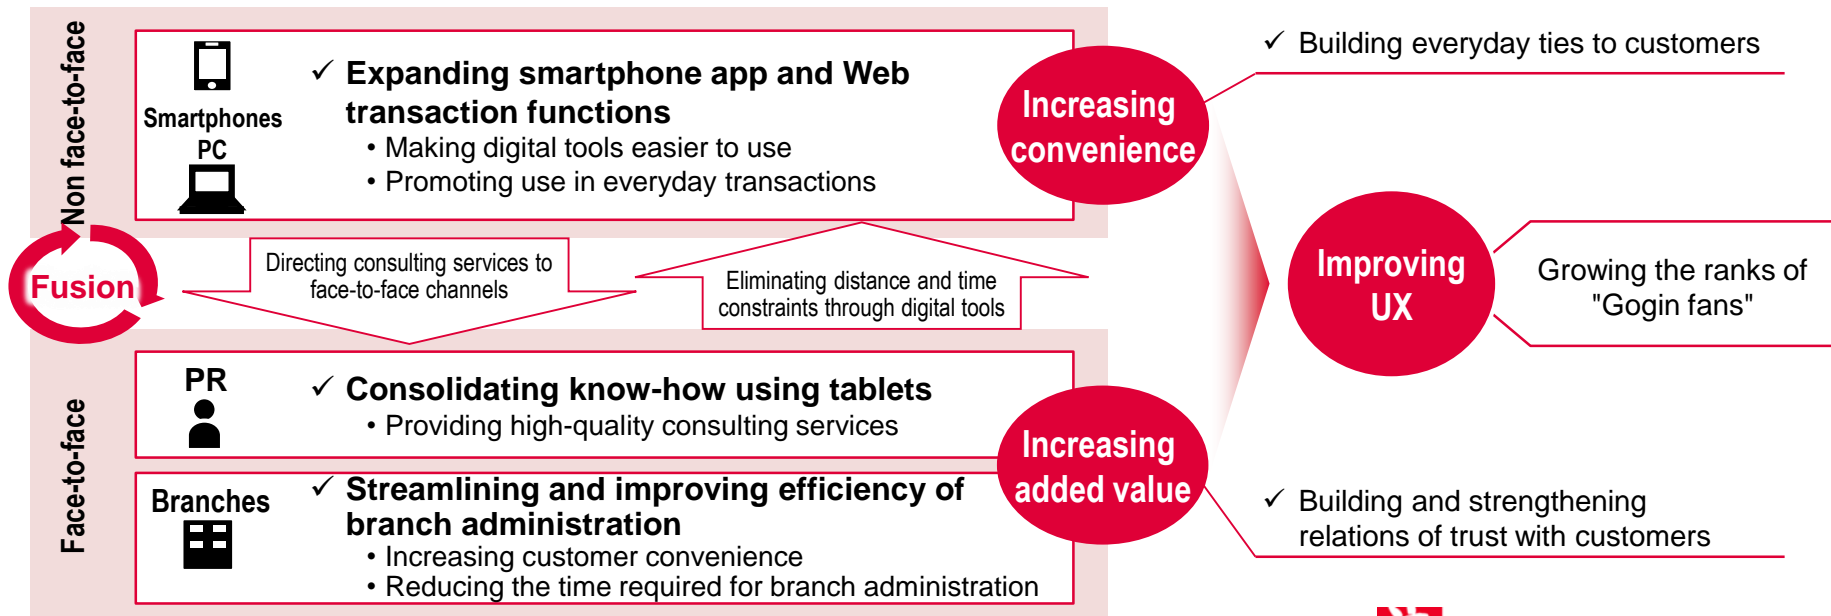 Non face-to-face
Smartphones
PC
✓ Expanding smartphone app and Web
transaction functions
• Making digital tools easier to use
• Promoting use in everyday transactions
Increasing
convenience
✓ Building everyday ties to customers
Fusion
Directing consulting services to
face-to-face channels
Eliminating distance and time
constraints through digital tools
Improving
UX
Growing the ranks of
"Gogin fans"
Face-to-face
PR
✓ Consolidating know-how using tablets
• Providing high-quality consulting services
Branches
✓ Streamlining and improving efficiency of
branch administration
• Increasing customer convenience
• Reducing the time required for branch administration
Increasing
added value
✓ Building and strengthening
relations of trust with customers